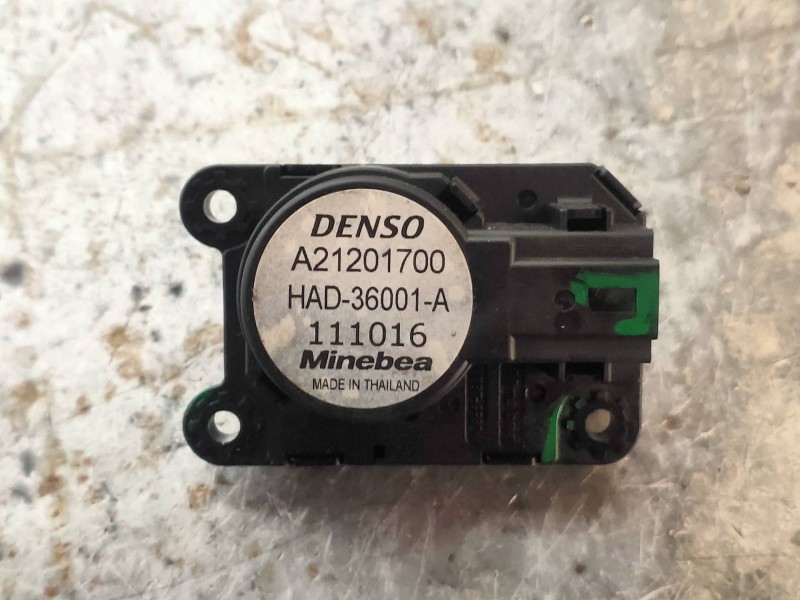 DENSO
A21201700
HAD-36001-A
111016
Minebea
MADE IN THAILAND